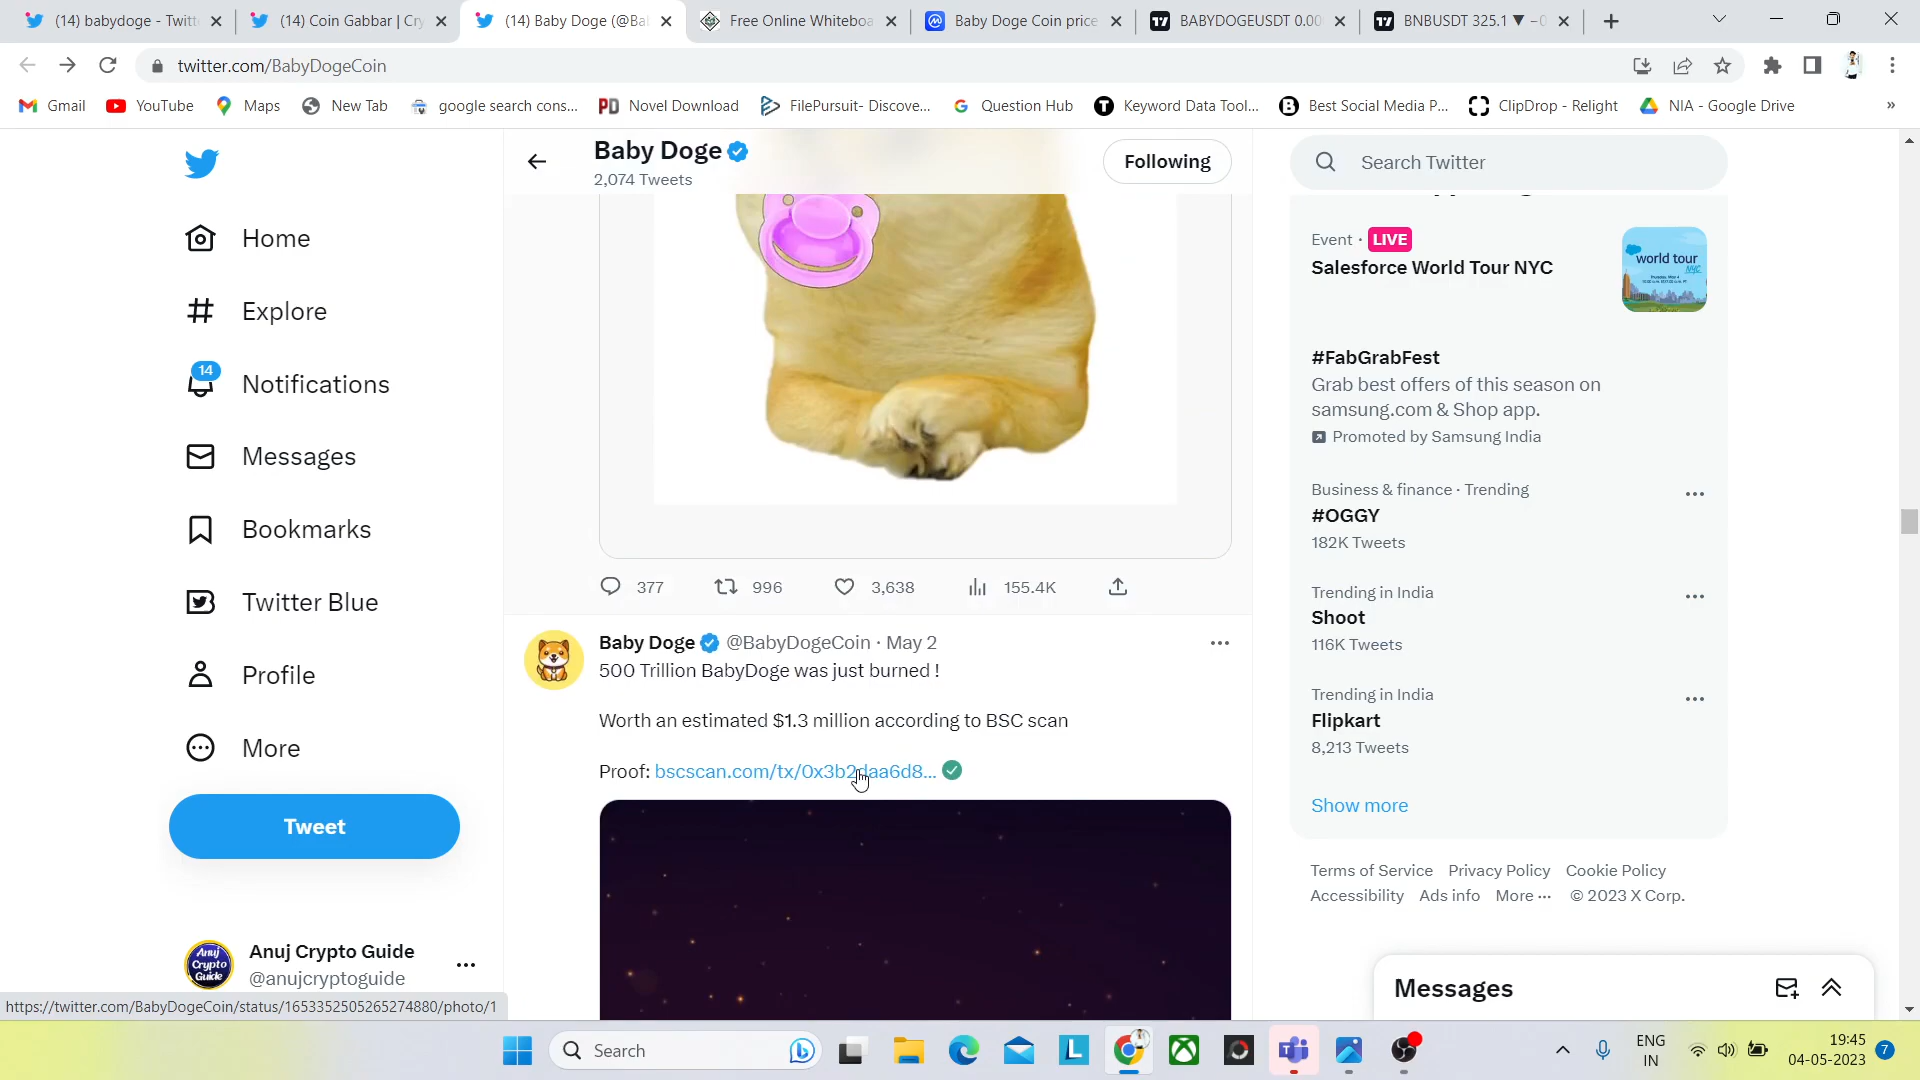 (14) babydoge - Twitt
(14) Coin Gabbar | Cry
(14) Baby Doge (@Bal
Free Online Whiteboa
Baby Doge Coin price
BABYDOGEUSDT 0.00
BNBUSDT 325.1 ▼ −0
twitter.com/BabyDogeCoin
Gmail
YouTube
Maps
New Tab
google search cons...
Novel Download
FilePursuit- Discove...
Question Hub
Keyword Data Tool...
Best Social Media P...
ClipDrop - Relight
NIA - Google Drive
»
Home
Explore
14
Notifications
Messages
Bookmarks
Twitter Blue
Profile
More
Tweet
Anuj Crypto Guide
Anuj Crypto Guide
@anujcryptoguide
https://twitter.com/BabyDogeCoin/status/1653352505265274880/photo/1
Baby Doge
2,074 Tweets
Following
377
996
3,638
155.4K
Baby Doge @BabyDogeCoin · May 2
500 Trillion BabyDoge was just burned !
Worth an estimated $1.3 million according to BSC scan
Proof: bscscan.com/tx/0x3b2daa6d8...
Search Twitter
Event · LIVE
Salesforce World Tour NYC
world tour
NYC
#FabGrabFest
Grab best offers of this season on
samsung.com & Shop app.
Promoted by Samsung India
Business & finance · Trending
#OGGY
182K Tweets
Trending in India
Shoot
116K Tweets
Trending in India
Flipkart
8,213 Tweets
Show more
Terms of Service Privacy Policy Cookie Policy
Accessibility Ads info More ··· © 2023 X Corp.
Messages
Search
ENG
IN
19:45
04-05-2023
7